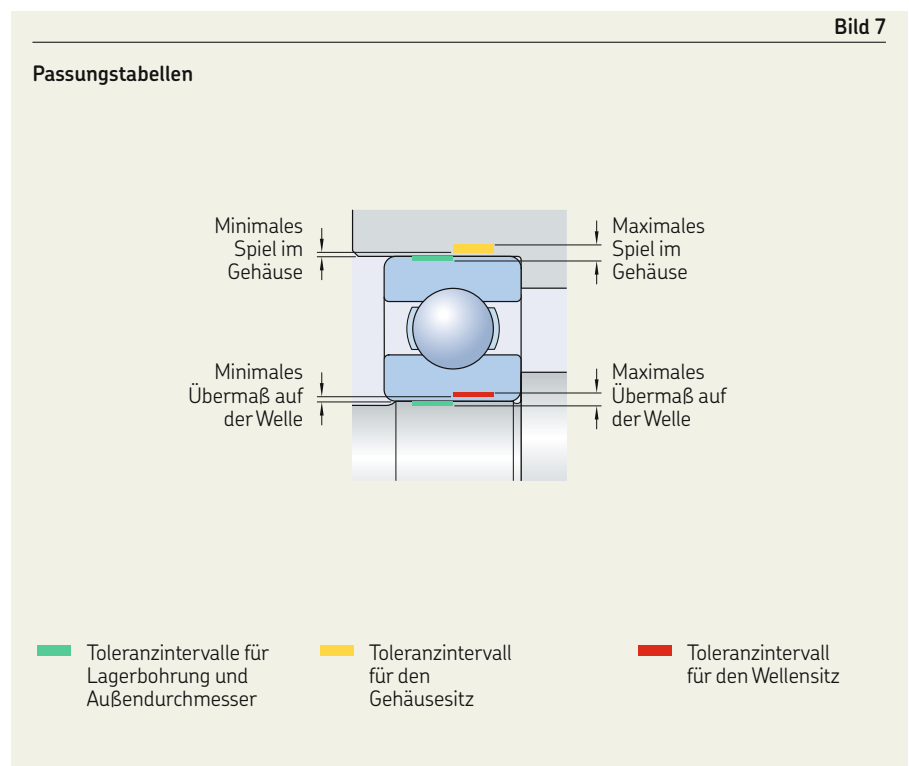 Bild 7
Passungstabellen
Minimales
Spiel im
Gehäuse
Maximales
Spiel im
Gehäuse
Minimales
Übermaß auf
der Welle
Maximales
Übermaß auf
der Welle
Toleranzintervalle für
Lagerbohrung und
Außendurchmesser
Toleranzintervall
für den
Gehäusesitz
Toleranzintervall
für den Wellensitz